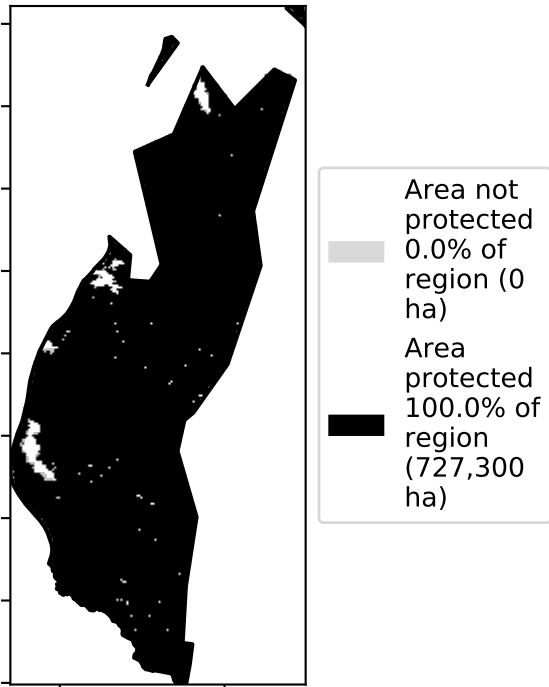 Area not
protected
0.0% of
region (0
ha)
Area
protected
100.0% of
region
(727,300
ha)